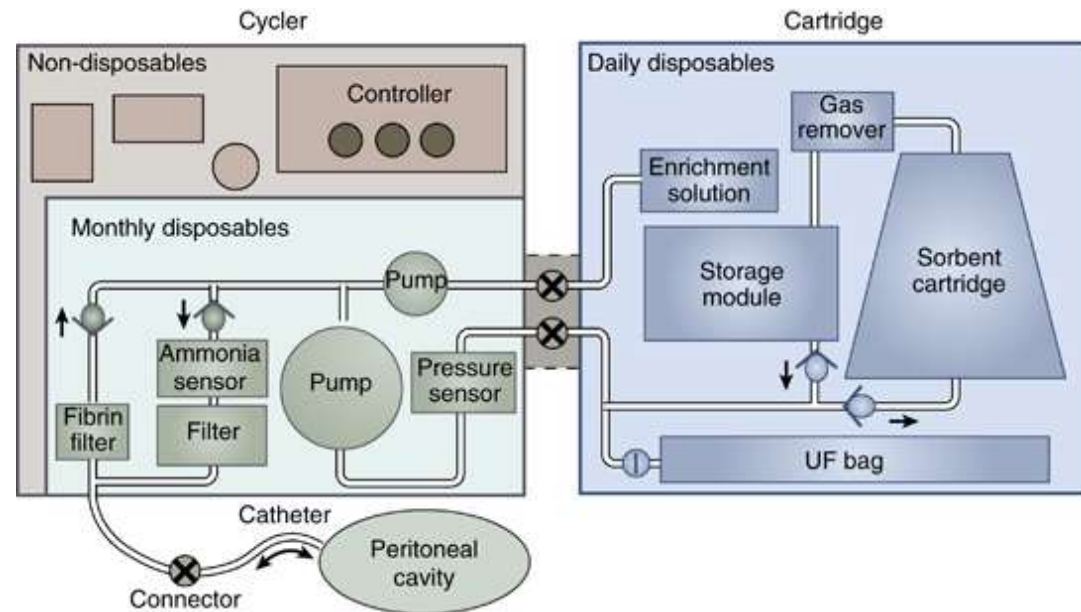 Cycler
Cartridge
Non-disposables
Controller
Daily disposables
Gas
remover
Enrichment
solution
Storage
module
Sorbent
cartridge
Monthly disposables
Pump
Ammonia
sensor
Pump
Pressure
sensor
Fibrin
filter
Filter
UF bag
Catheter
Peritoneal
cavity
Connector